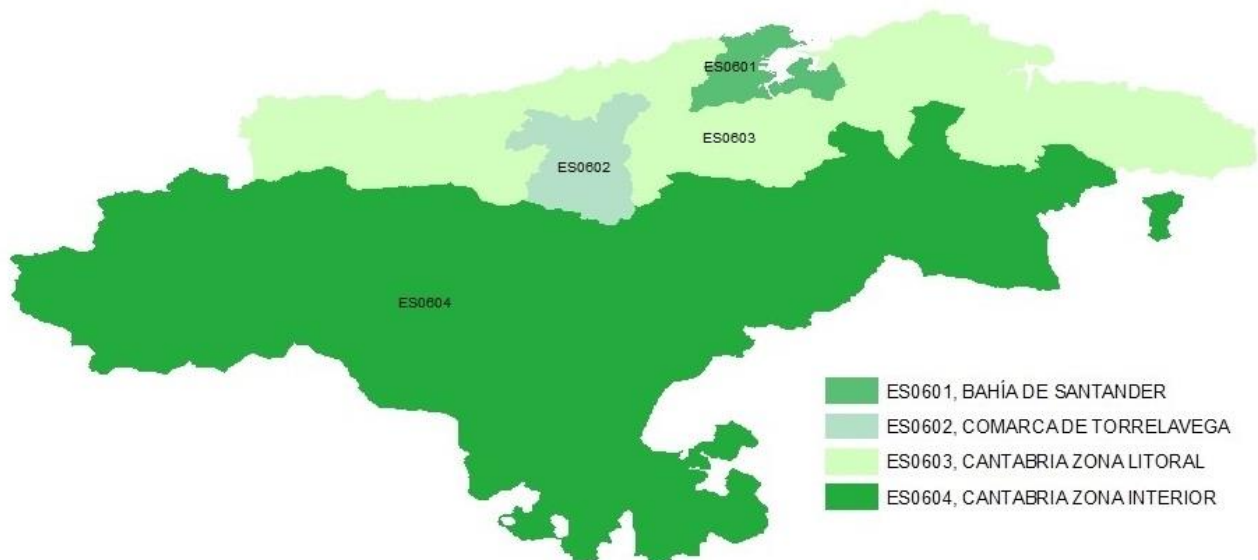 ES0601
ES0603
ES0602
ES0604
ES0601, BAHÍA DE SANTANDER
ES0602, COMARCA DE TORRELAVEGA
ES0603, CANTABRIA ZONA LITORAL
ES0604, CANTABRIA ZONA INTERIOR